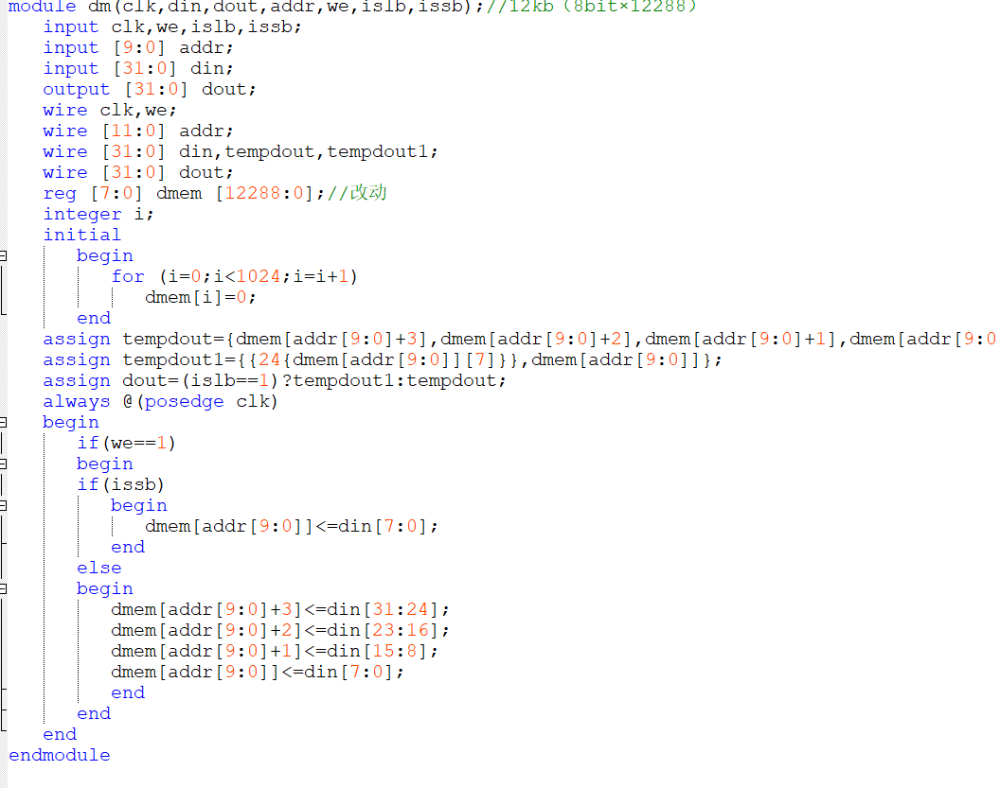 module dm(clk,din,dout,addr,we,islb,issb);//12kb（8bit×12288）
input clk,we,islb,issb;
input [9:0] addr;
input [31:0] din;
output [31:0] dout;
wire clk,we;
wire [11:0] addr;
wire [31:0] din,tempdout,tempdout1;
wire [31:0] dout;
reg [7:0] dmem [12288:0];//改动
integer i;
initial
begin
for (i=0;i<1024;i=i+1)
dmem[i]=0;
end
assign tempdout={dmem[addr[9:0]+3],dmem[addr[9:0]+2],dmem[addr[9:0]+1],dmem[addr[9:0
assign tempdout1={{24{dmem[addr[9:0]][7]}},dmem[addr[9:0]]};
assign dout=(islb==1)?tempdout1:tempdout;
always @(posedge clk)
begin
if(we==1)
begin
if(issb)
begin
dmem[addr[9:0]]<=din[7:0];
end
else
begin
dmem[addr[9:0]+3]<=din[31:24];
dmem[addr[9:0]+2]<=din[23:16];
dmem[addr[9:0]+1]<=din[15:8];
dmem[addr[9:0]]<=din[7:0];
end
end
end
endmodule